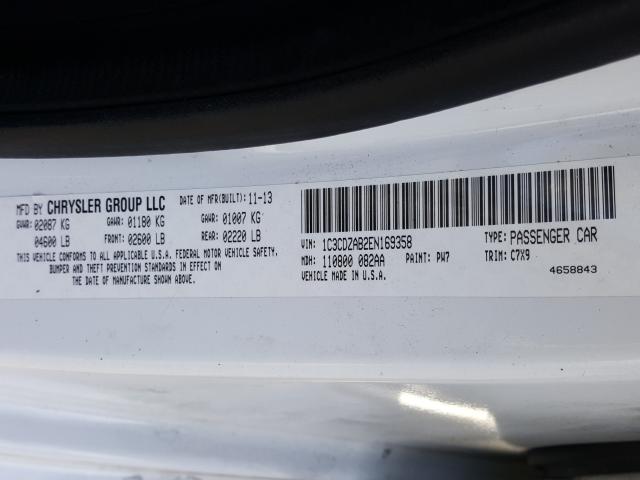 MFD BY CHRYSLER GROUP LLC DATE OF MFR(BUILT): 11-13
GVWR: 02087 KG GAWR: 01180 KG GAWR: 01007 KG
04600 LB FRONT: 02600 LB REAR: 02220 LB
THIS VEHICLE CONFORMS TO ALL APPLICABLE U.S.A. FEDERAL MOTOR VEHICLE SAFETY,
BUMPER AND THEFT PREVENTION STANDARDS IN EFFECT ON
THE DATE OF MANUFACTURE SHOWN ABOVE.
VIN: 1C3CDZAB2EN169358 TYPE: PASSENGER CAR
MDH: 110800 082AA PAINT: PW7 TRIM: C7X9
VEHICLE MADE IN U.S.A. 4658843